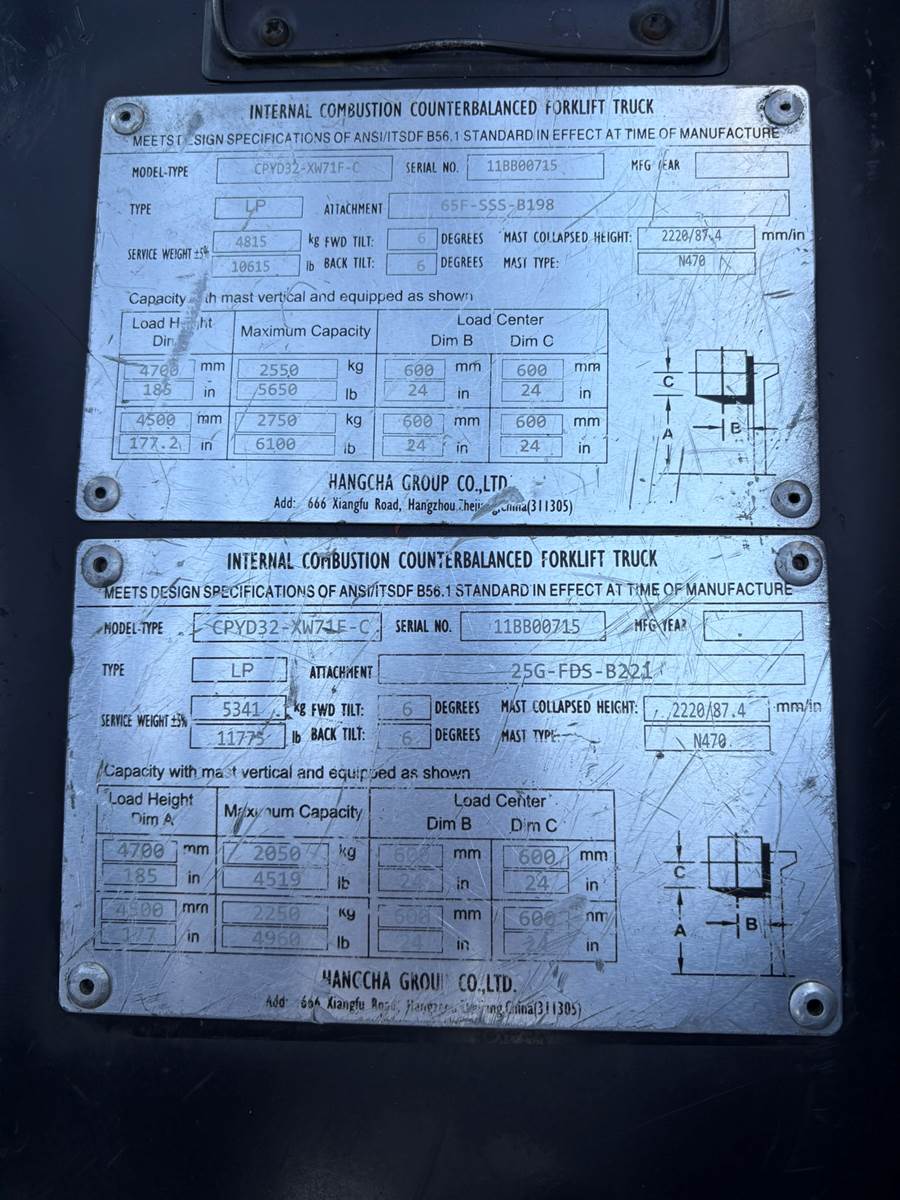 INTERNAL COMBUSTION COUNTERBALANCED FORKLIFT TRUCK
MEETS DESIGN SPECIFICATIONS OF ANSI/ITSDF B56.1 STANDARD IN EFFECT AT TIME OF MANUFACTURE
MODEL-TYPE CPYD32-XW71F-C SERIAL NO. 11BB00715 MFG YEAR
TYPE LP ATTACHMENT 65F-SSS-B198
SERVICE WEIGHT ±5% 4815 kg FWD TILT: 6 DEGREES MAST COLLAPSED HEIGHT: 2220/87.4 mm/in
10615 lb BACK TILT: 6 DEGREES MAST TYPE: N470
Capacity with mast vertical and equipped as shown
Load Height Maximum Capacity Load Center
Dim Dim B Dim C
4700 mm 2550 kg 600 mm 600 mm
185 in 5650 lb 24 in 24 in
4500 mm 2750 kg 600 mm 600 mm
177.2 in 6100 lb 24 in 24 in
C
A B
HANGCHA GROUP CO.,LTD.
Add: 666 Xiangfu Road, Hangzhou.Zhejiang,China(311305)
INTERNAL COMBUSTION COUNTERBALANCED FORKLIFT TRUCK
MEETS DESIGN SPECIFICATIONS OF ANSI/ITSDF B56.1 STANDARD IN EFFECT AT TIME OF MANUFACTURE
MODEL-TYPE CPYD32-XW71F-C SERIAL NO. 11BB00715 MFG YEAR
TYPE LP ATTACHMENT 25G-FDS-B221
SERVICE WEIGHT ±5% 5341 kg FWD TILT: 6 DEGREES MAST COLLAPSED HEIGHT: 2220/87.4 mm/in
11775 lb BACK TILT: 6 DEGREES MAST TYPE: N470
Capacity with mast vertical and equipped as shown
Load Height Maximum Capacity Load Center
Dim A Dim B Dim C
4700 mm 2050 kg 600 mm 600 mm
185 in 4519 lb 24 in 24 in
4500 mm 2250 kg 600 mm 600 mm
177 in 4960 lb 24 in 24 in
C
A B
HANGCHA GROUP CO.,LTD.
Add: 666 Xiangfu Road, Hangzhou.Zhejiang,China(311305)